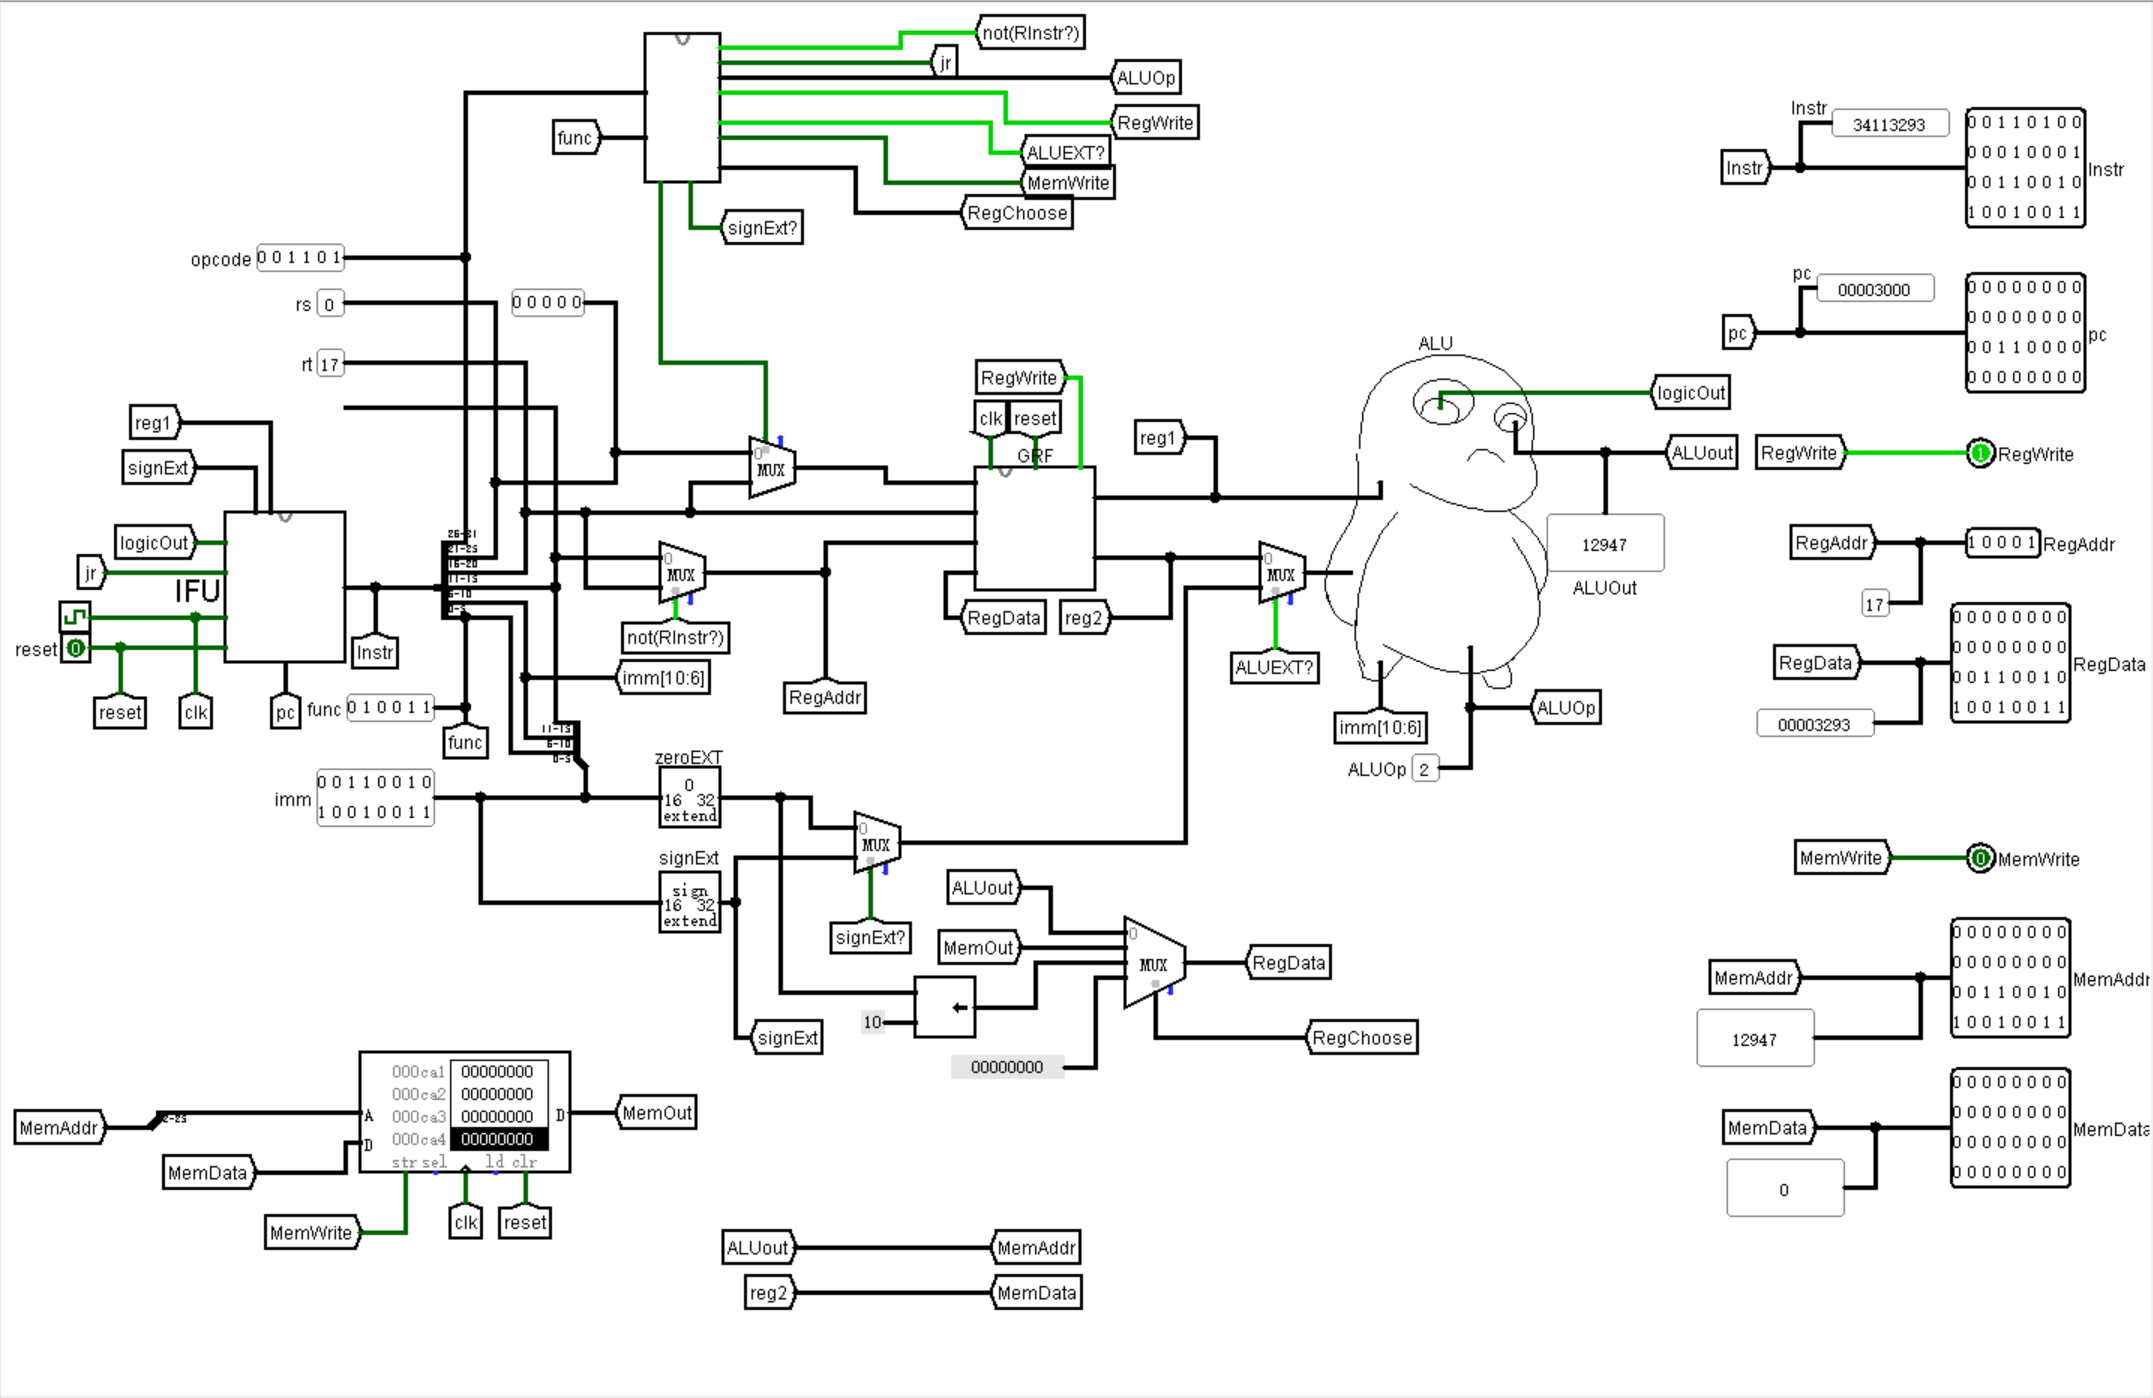 not(RInstr?)
jr
ALUOp
RegWrite
func
ALUEXT?
MemWrite
RegChoose
signExt?
opcode 0 0 1 1 0 1
rs 0
0 0 0 0 0
rt 17
reg1
signExt
logicOut
jr
IFU
reset 0
reset
clk
pc
Instr
func 0 1 0 0 1 1
func
21-25
16-20
11-15
6-10
0-5
0
MUX
0
MUX
not(RInstr?)
imm[10:6]
RegAddr
RegWrite
clk
reset
GRF
RegData
reg2
reg1
0
MUX
ALUEXT?
ALU
logicOut
ALUout
12947
ALUOut
imm[10:6]
ALUOp
ALUOp 2
11-15
6-10
0-5
imm
0 0 1 1 0 0 1 0
1 0 0 1 0 0 1 1
zeroEXT
0
16 32
extend
signExt
sign
16 32
extend
0
MUX
signExt?
signExt
ALUout
MemOut
10
00000000
0
MUX
RegData
RegChoose
MemAddr
2-25
MemData
MemWrite
A
D
000ca1 00000000
000ca2 00000000
000ca3 00000000
000ca4 00000000
D
str sel ld clr
clk
reset
MemOut
ALUout
MemAddr
reg2
MemData
Instr
34113293
Instr
0 0 1 1 0 1 0 0
0 0 0 1 0 0 0 1
0 0 1 1 0 0 1 0
1 0 0 1 0 0 1 1
Instr
pc
00003000
pc
0 0 0 0 0 0 0 0
0 0 0 0 0 0 0 0
0 0 1 1 0 0 0 0
0 0 0 0 0 0 0 0
pc
RegWrite
1
RegWrite
RegAddr
1 0 0 0 1
RegAddr
17
RegData
0 0 0 0 0 0 0 0
0 0 0 0 0 0 0 0
0 0 1 1 0 0 1 0
1 0 0 1 0 0 1 1
RegData
00003293
MemWrite
0
MemWrite
MemAddr
0 0 0 0 0 0 0 0
0 0 0 0 0 0 0 0
0 0 1 1 0 0 1 0
1 0 0 1 0 0 1 1
MemAddr
12947
MemData
0 0 0 0 0 0 0 0
0 0 0 0 0 0 0 0
0 0 0 0 0 0 0 0
0 0 0 0 0 0 0 0
MemData
0